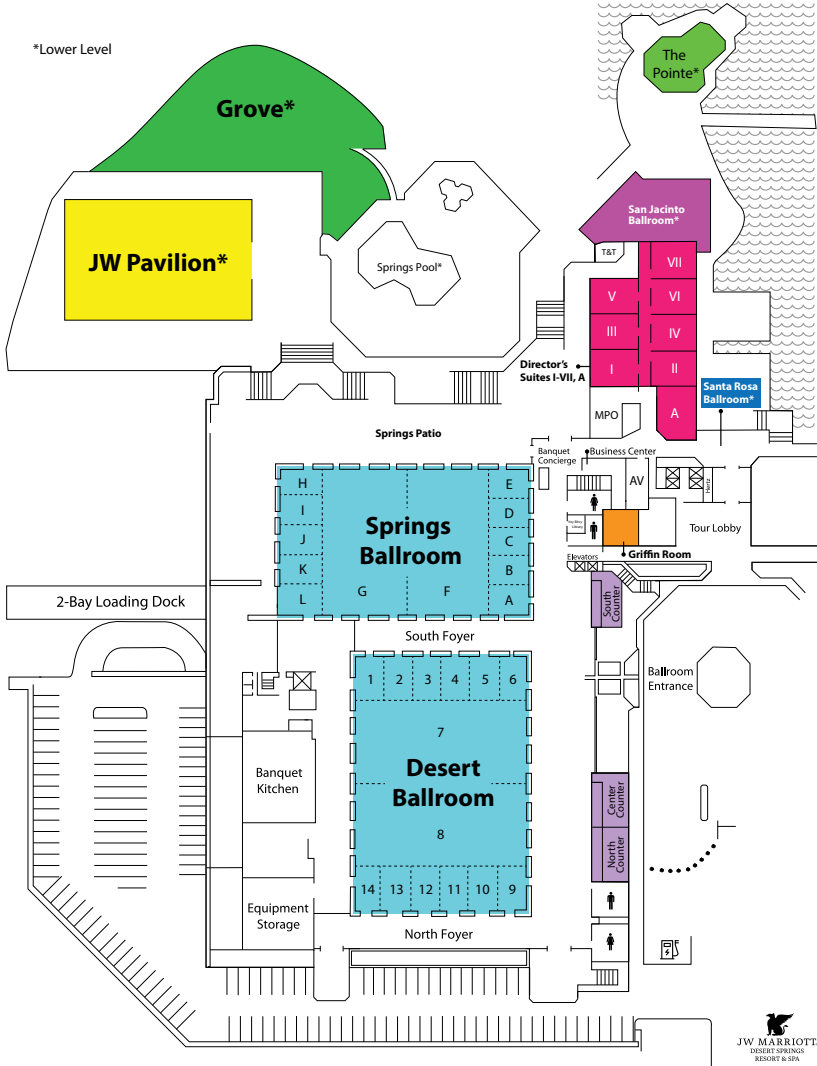 *Lower Level
The
Pointe*
Grove*
San Jacinto
Ballroom*
JW Pavilion*
Springs Pool*
T&T
VII
V
VI
III
IV
Director's
Suites I-VII, A
I
II
Santa Rosa
Ballroom*
MPO
A
Springs Patio
Banquet
Concierge
Business Center
AV
Hertz
H
I
J
K
L
Springs
Ballroom
G
F
E
D
C
B
A
Library
Tour Lobby
Griffin Room
Elevators
2-Bay Loading Dock
South Counter
South Foyer
Ballroom
Entrance
1
2
3
4
5
6
7
Desert
Ballroom
8
Banquet
Kitchen
Center
Counter
North
Counter
14
13
12
11
10
9
Equipment
Storage
North Foyer
JW MARRIOTT
DESERT SPRINGS
RESORT & SPA